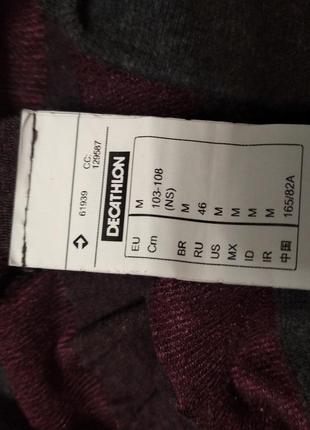 61939
CC:
129587
DECATHLON
EU M
Cm 103-108
(NS)
BR M
RU 46
US M
MX M
ID M
IR M
中国 165/82A